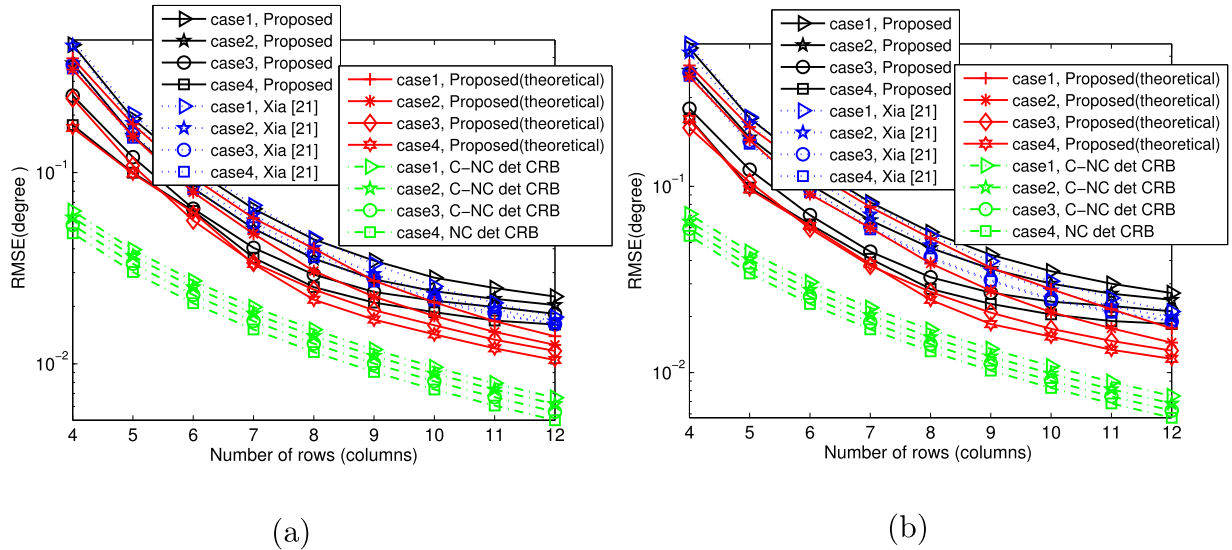 case1, Proposed
case2, Proposed
case3, Proposed
case4, Proposed
case1, Xia [21]
case2, Xia [21]
case3, Xia [21]
case4, Xia [21]
case1, Proposed(theoretical)
case2, Proposed(theoretical)
case3, Proposed(theoretical)
case4, Proposed(theoretical)
case1, C−NC det CRB
case2, C−NC det CRB
case3, C−NC det CRB
case4, NC det CRB
RMSE(degree )
10−1
10−2
4 5 6 7 8 9 10 11 12
Number of rows (columns)
(a)
case1, Proposed
case2, Proposed
case3, Proposed
case4, Proposed
case1, Xia [21]
case2, Xia [21]
case3, Xia [21]
case4, Xia [21]
case1, Proposed(theoretical)
case2, Proposed(theoretical)
case3, Proposed(theoretical)
case4, Proposed(theoretical)
case1, C−NC det CRB
case2, C−NC det CRB
case3, C−NC det CRB
case4, NC det CRB
RMSE(degree)
10−1
10−2
4 5 6 7 8 9 10 11 12
Number of rows (columns)
(b)